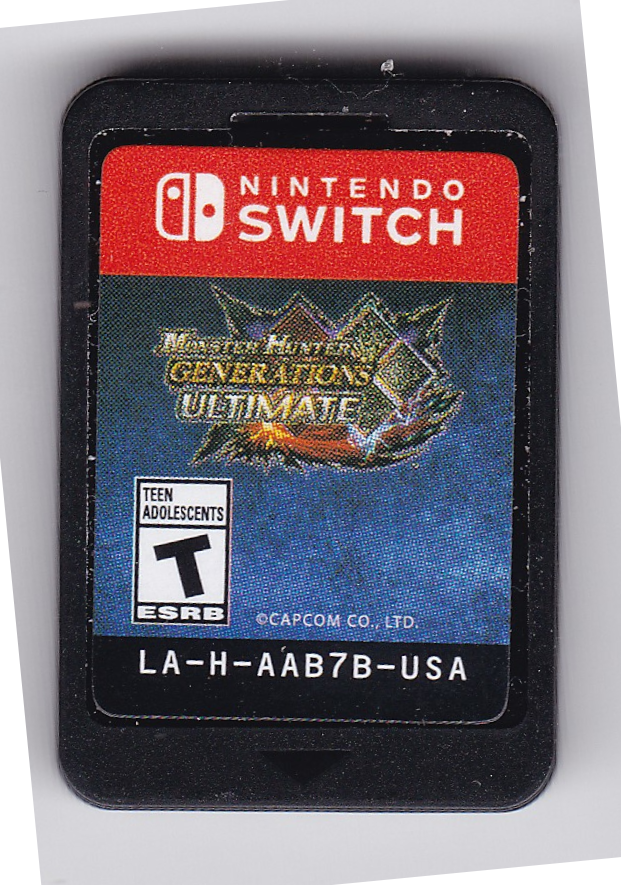 NINTENDO
SWITCH
MONSTER HUNTER
GENERATIONS
ULTIMATE
TEEN
ADOLESCENTS
T
ESRB
©CAPCOM CO., LTD.
LA-H-AAB7B-USA